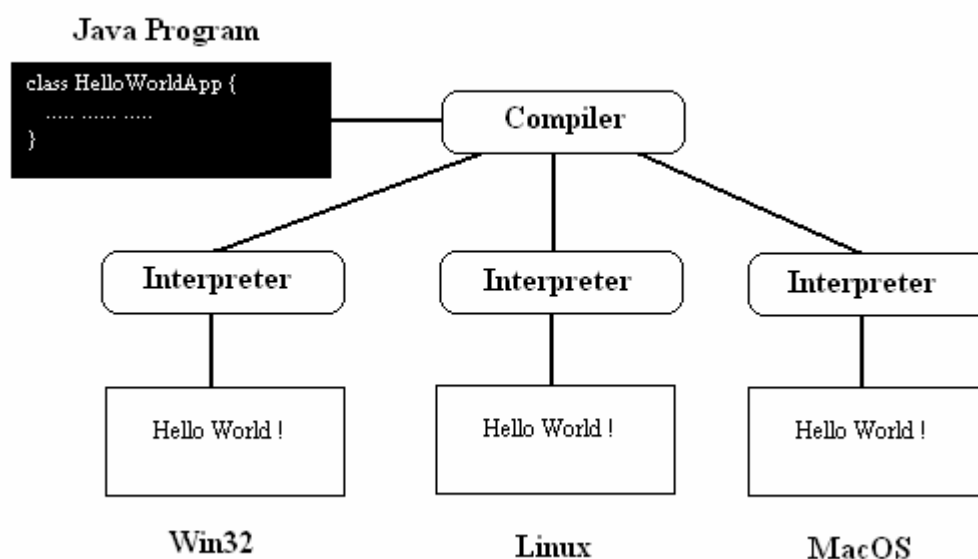 Java Program
class HelloWorldApp {
..... ...... .....
}
Compiler
Interpreter
Interpreter
Interpreter
Hello World !
Hello World !
Hello World !
Win32
Linux
MacOS